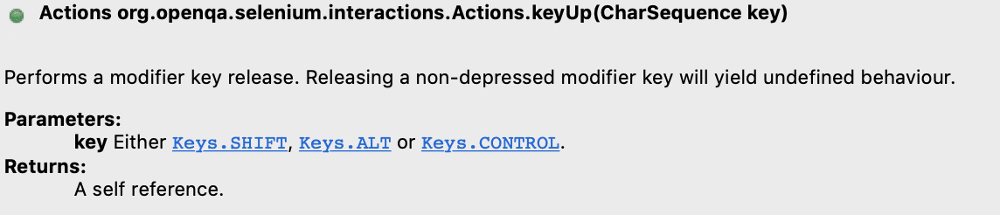 Actions org.openqa.selenium.interactions.Actions.keyUp(CharSequence key)
Performs a modifier key release. Releasing a non-depressed modifier key will yield undefined behaviour.
Parameters:
key Either Keys.SHIFT, Keys.ALT or Keys.CONTROL.
Returns:
A self reference.